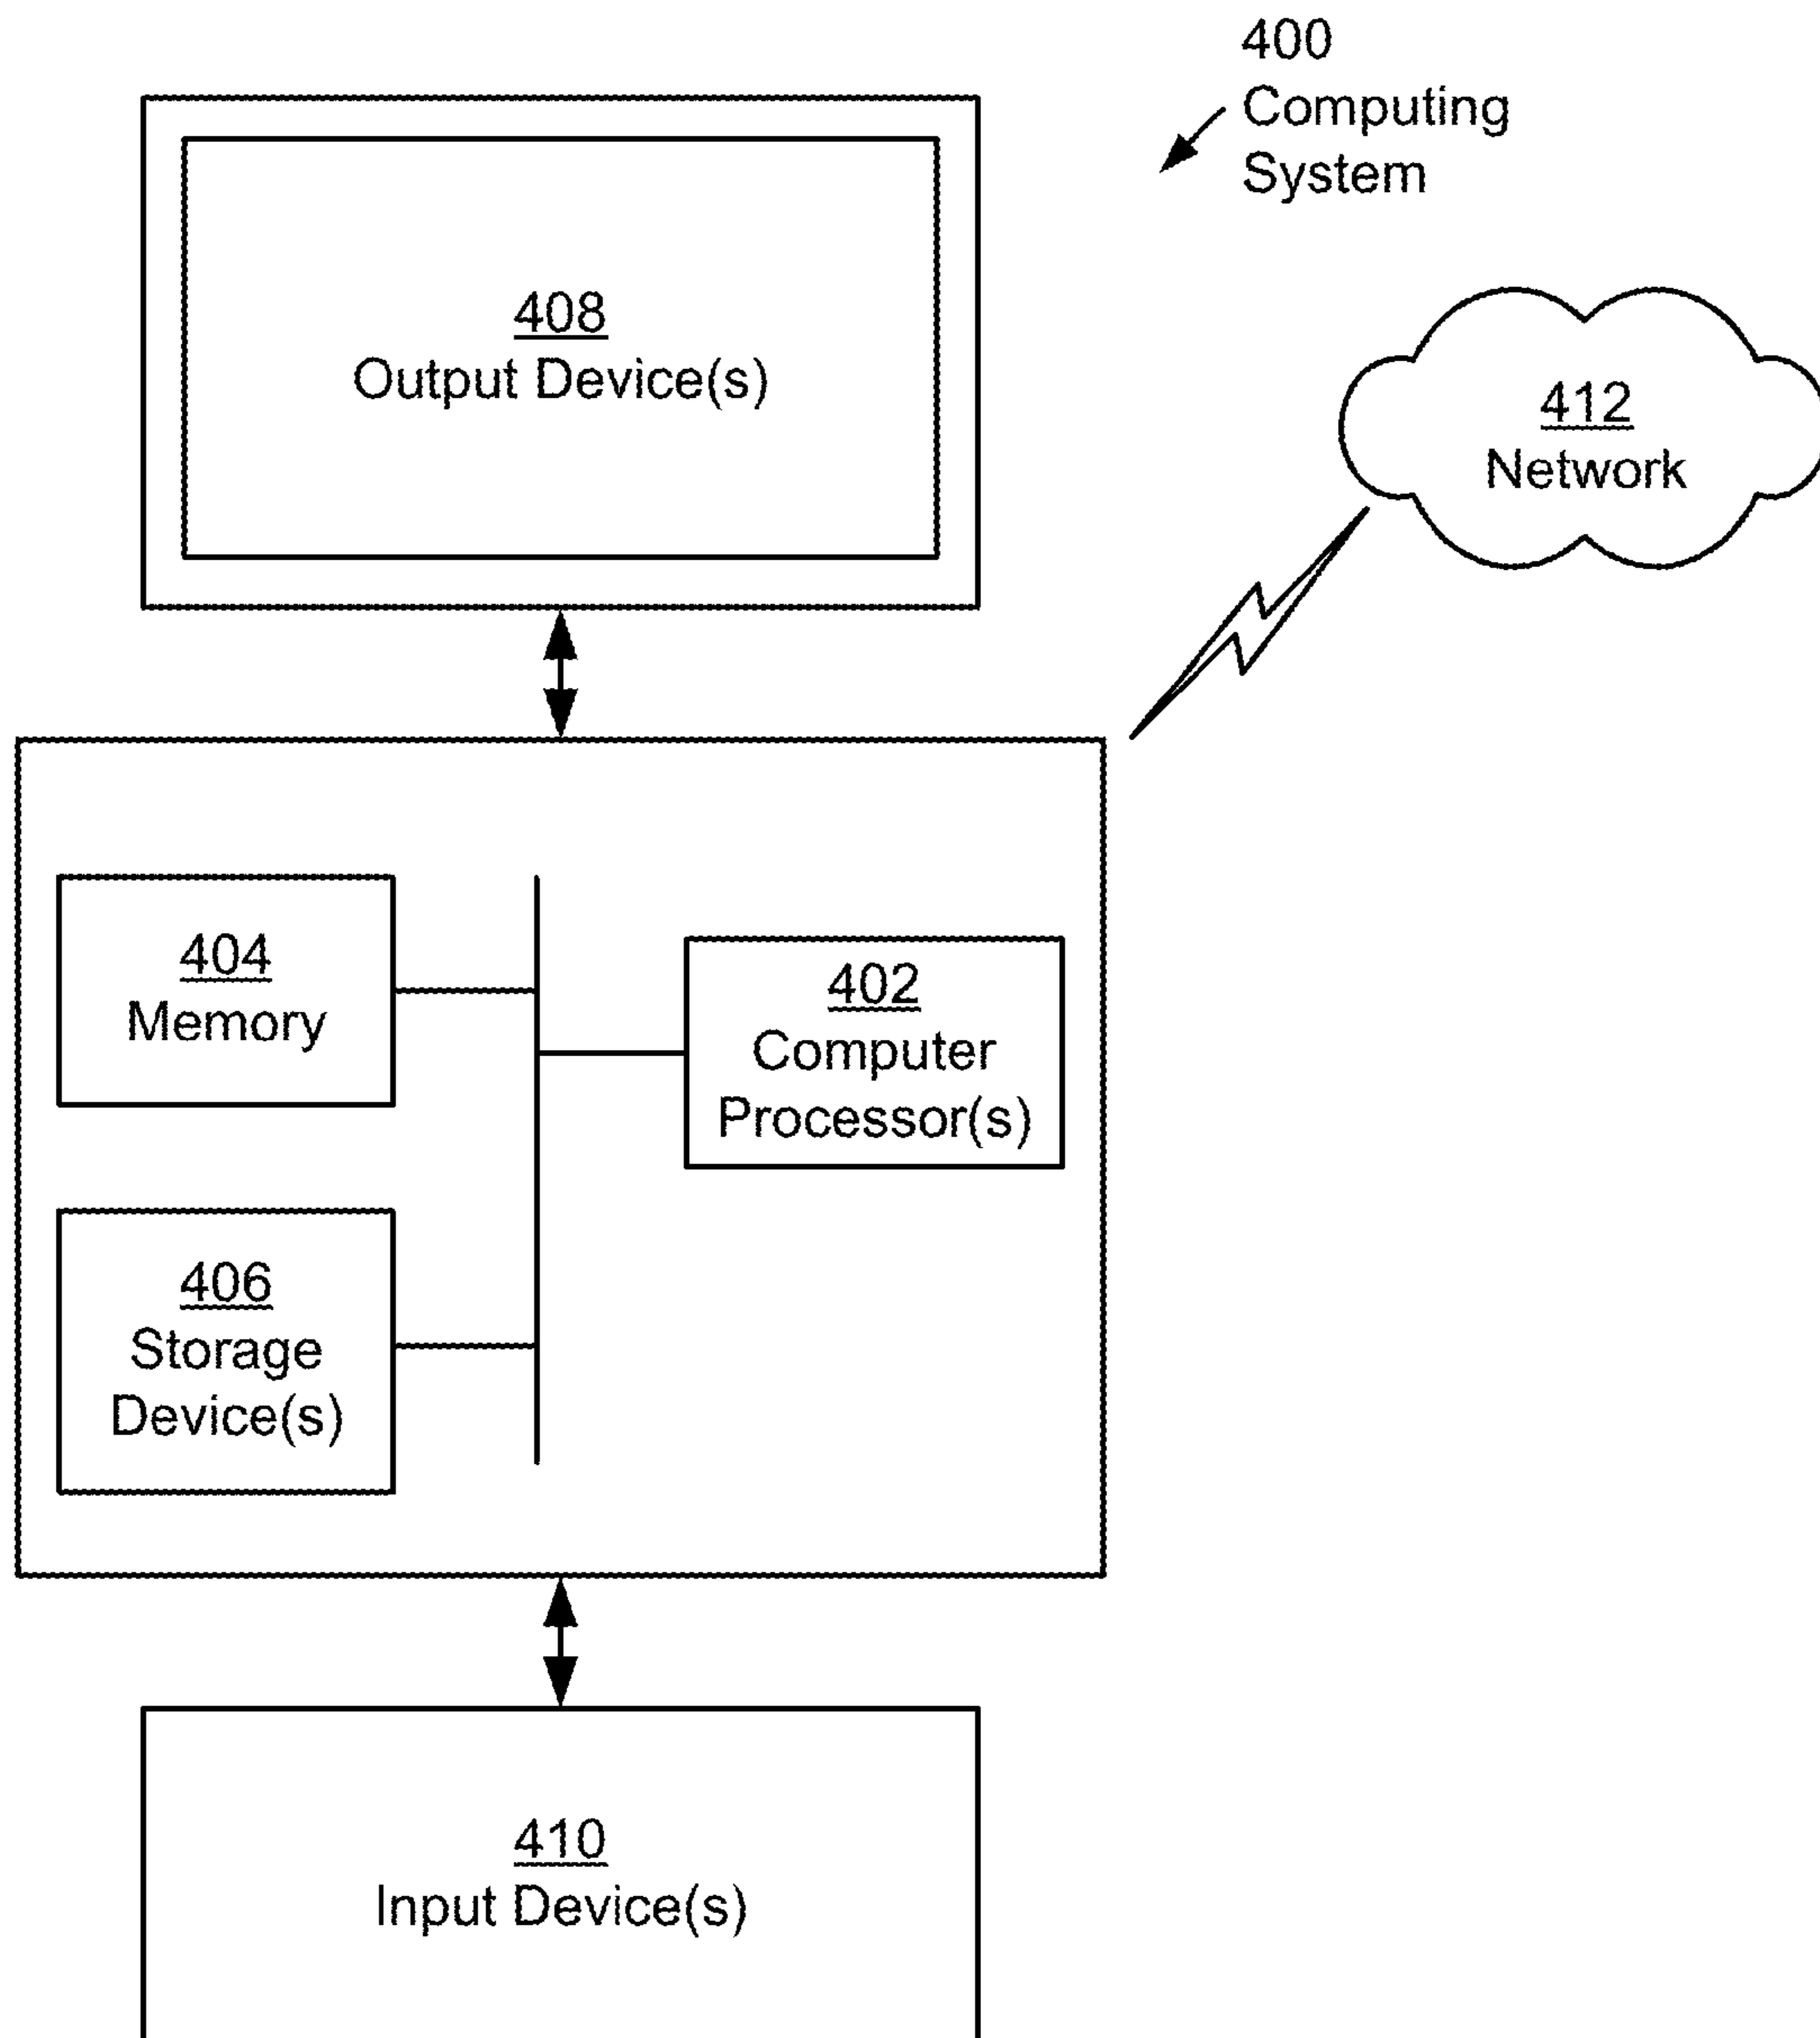 400
Computing
System
408
Output Device(s)
412
Network
404
Memory
402
Computer
Processor(s)
406
Storage
Device(s)
410
Input Device(s)